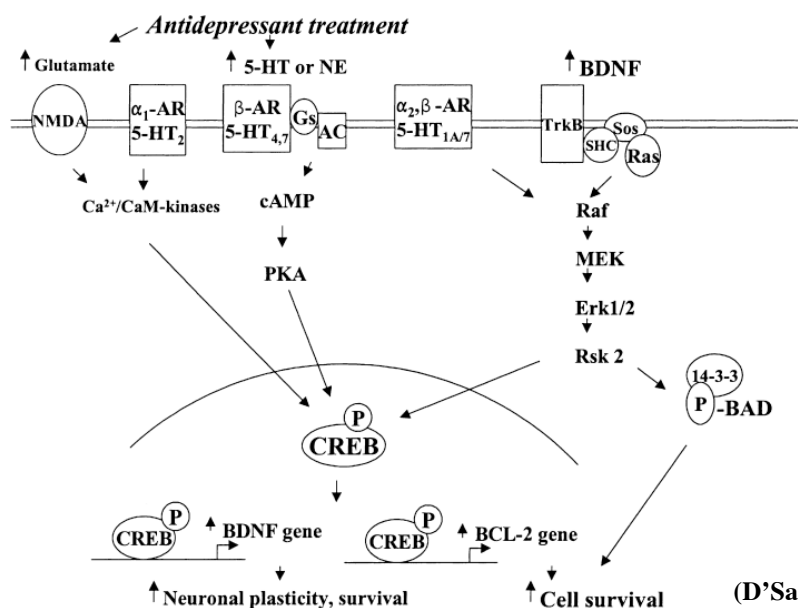 Antidepressant treatment
↑ Glutamate
↑ 5-HT or NE
↑ BDNF
NMDA
α₁-AR
5-HT₂
β-AR
5-HT₄,₇
Gs
AC
α₂,β-AR
5-HT₁A/₇
TrkB
SHC
Sos
Ras
Ca²⁺/CaM-kinases
cAMP
PKA
Raf
MEK
Erk1/2
Rsk 2
14-3-3
P
-BAD
P
CREB
P
CREB
↑ BDNF gene
P
CREB
↑ BCL-2 gene
↑ Neuronal plasticity, survival
↑ Cell survival
(D’Sa